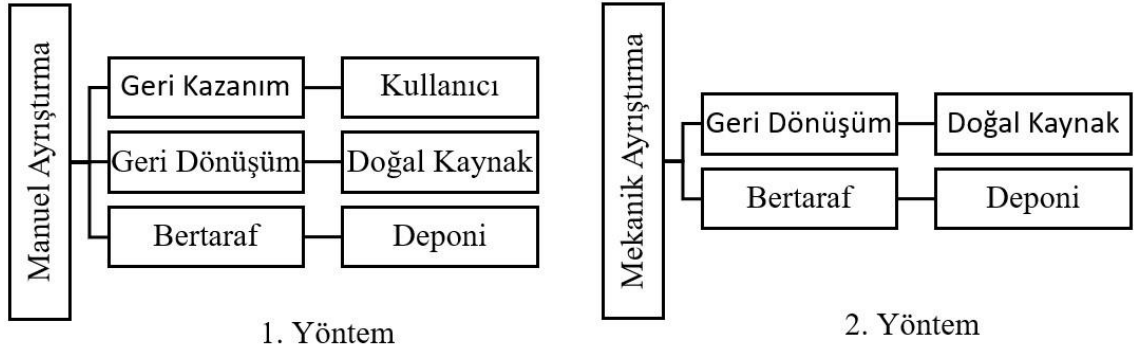 Manuel Ayrıştırma
Geri Kazanım
Kullanıcı
Geri Dönüşüm
Doğal Kaynak
Bertaraf
Deponi
1. Yöntem
Mekanik Ayrıştırma
Geri Dönüşüm
Doğal Kaynak
Bertaraf
Deponi
2. Yöntem